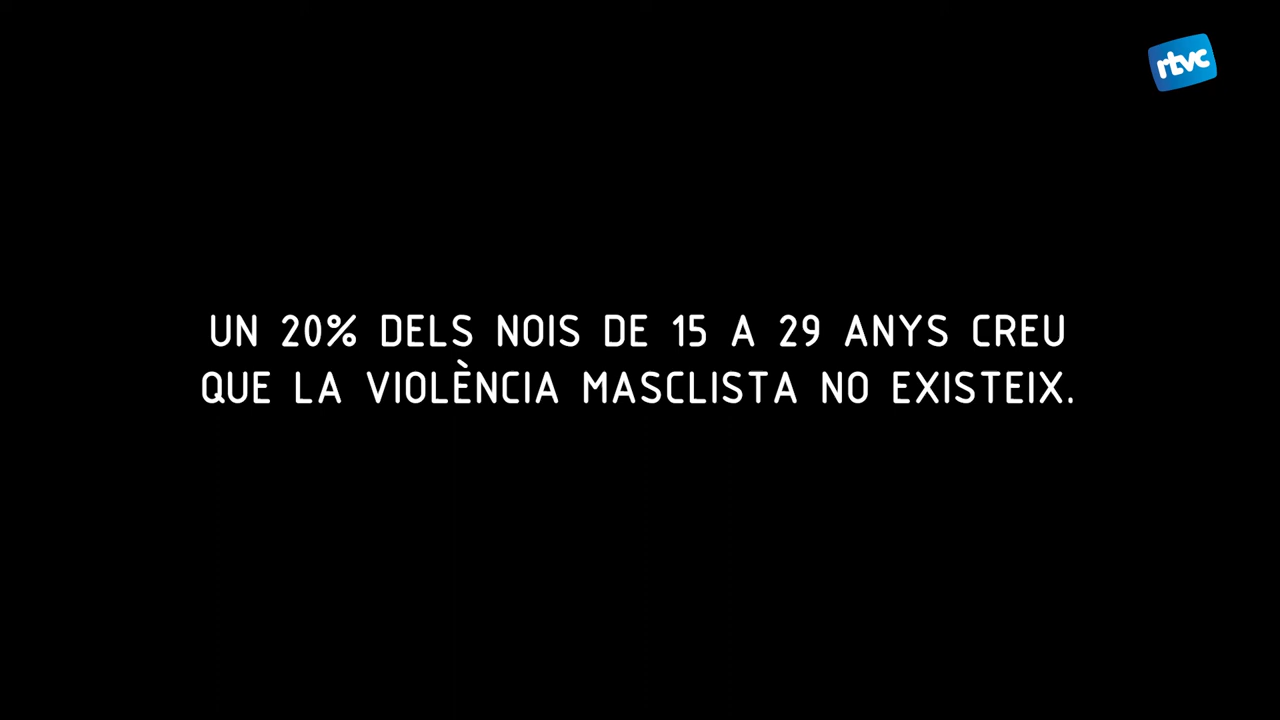 rtvc
UN 20% DELS NOIS DE 15 A 29 ANYS CREU
QUE LA VIOLÈNCIA MASCLISTA NO EXISTEIX.